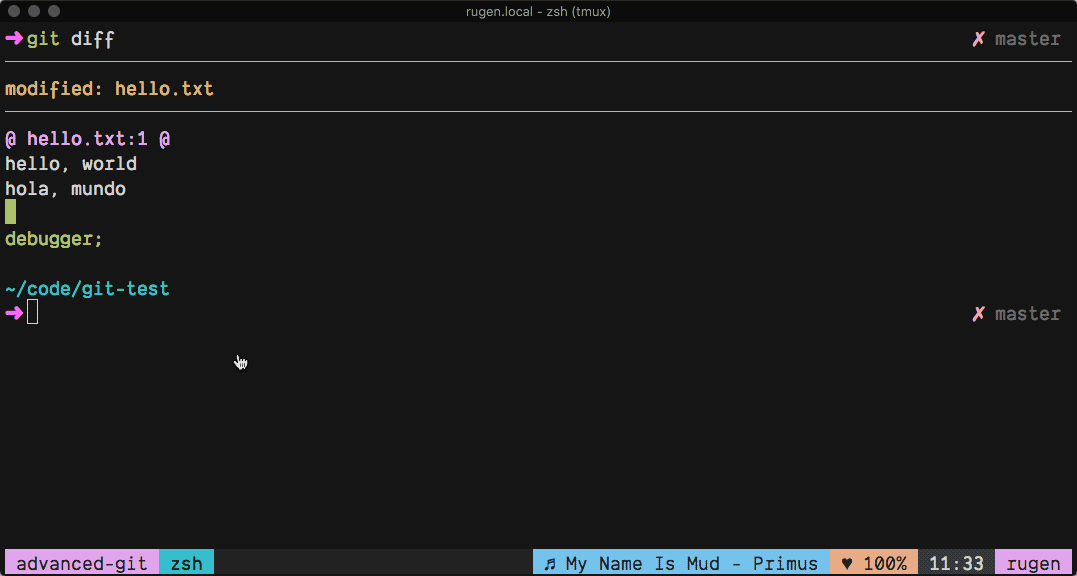 rugen.local - zsh (tmux)
➜ git diff ✗ master
modified: hello.txt
@ hello.txt:1 @
hello, world
hola, mundo
debugger;
~/code/git-test
➜ ✗ master
advanced-git zsh ♬ My Name Is Mud - Primus ♥ 100% 11:33 rugen